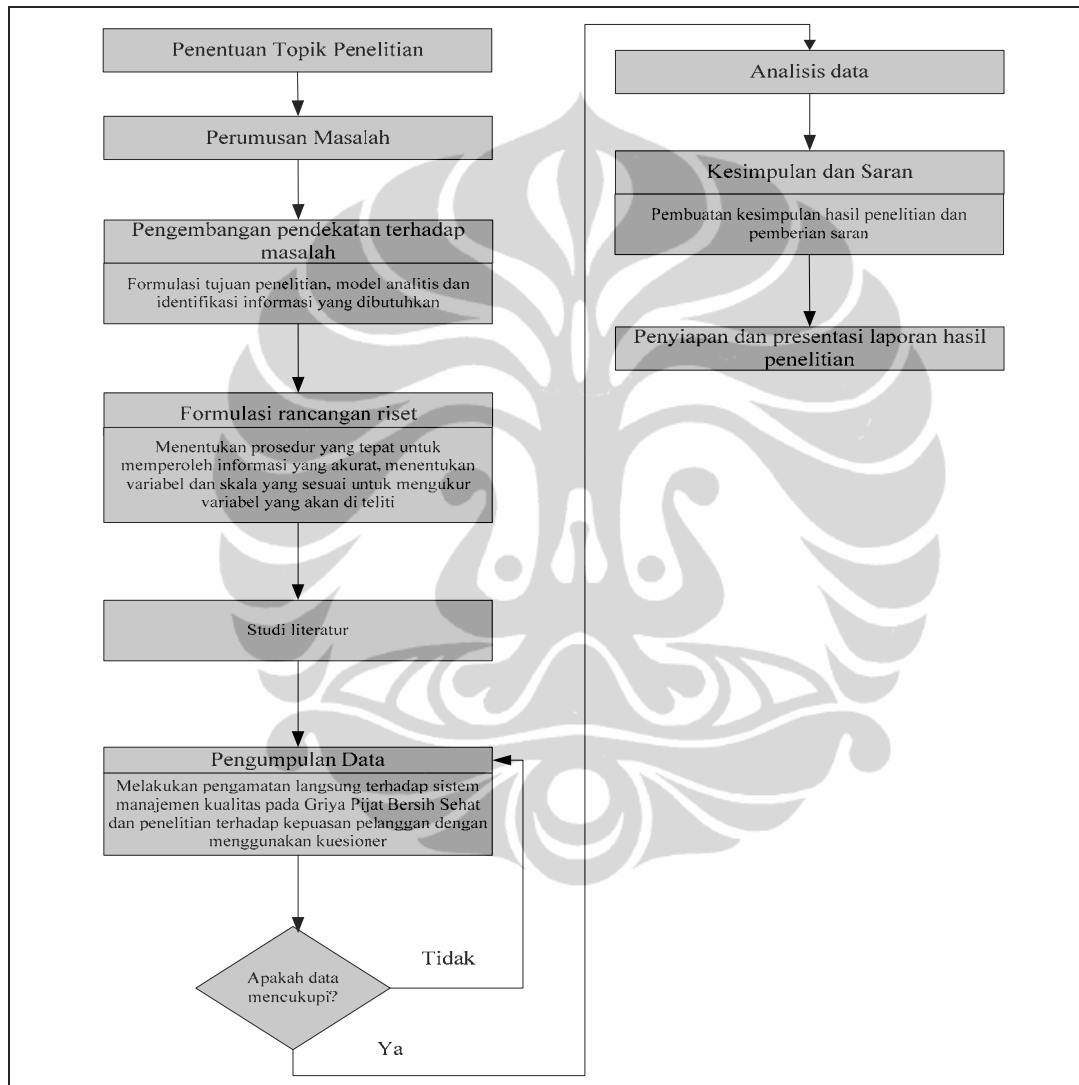 Penentuan Topik Penelitian
Perumusan Masalah
Pengembangan pendekatan terhadap
masalah
Formulasi tujuan penelitian, model analitis dan
identifikasi informasi yang dibutuhkan
Formulasi rancangan riset
Menentukan prosedur yang tepat untuk
memperoleh informasi yang akurat, menentukan
variabel dan skala yang sesuai untuk mengukur
variabel yang akan di teliti
Studi literatur
Pengumpulan Data
Melakukan pengamatan langsung terhadap sistem
manajemen kualitas pada Griya Pijat Bersih Sehat
dan penelitian terhadap kepuasan pelanggan dengan
menggunakan kuesioner
Apakah data
mencukupi?
Tidak
Ya
Analisis data
Kesimpulan dan Saran
Pembuatan kesimpulan hasil penelitian dan
pemberian saran
Penyiapan dan presentasi laporan hasil
penelitian